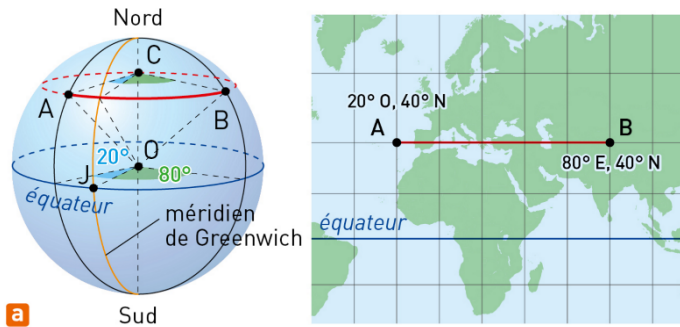 Nord
C
A
B
20°
O
80°
J
équateur
méridien
de Greenwich
Sud
a
20° O, 40° N
A
B
80° E, 40° N
équateur